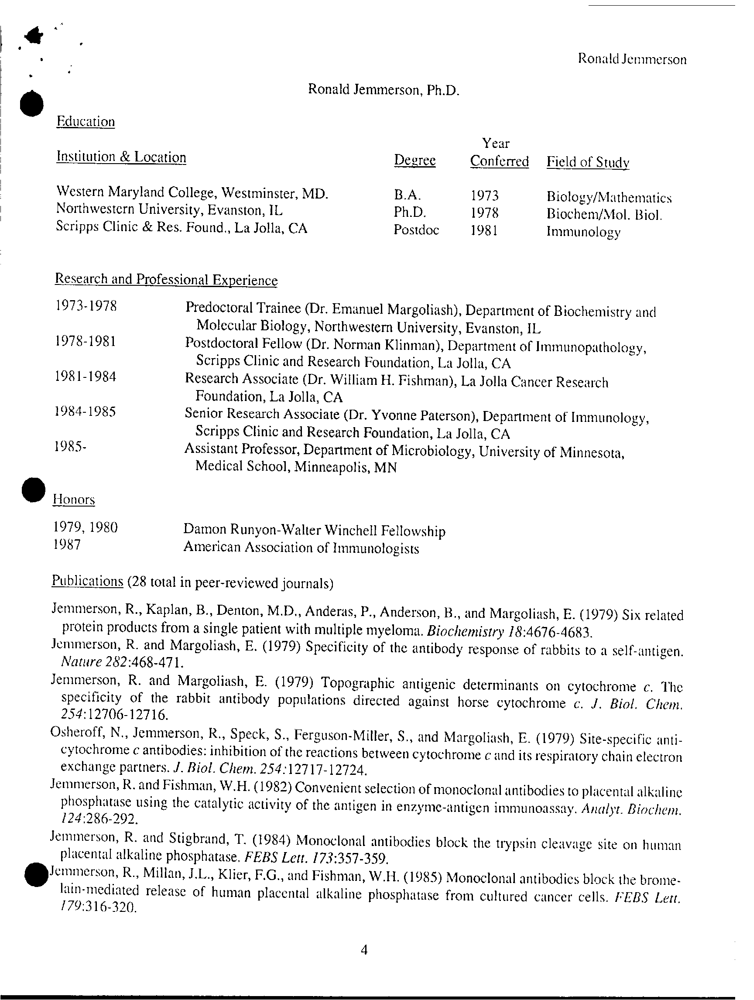 Ronald Jemmerson
Ronald Jemmerson, Ph.D.
Education
Year
Institution & Location Degree Conferred Field of Study
Western Maryland College, Westminster, MD. B.A. 1973 Biology/Mathematics
Northwestern University, Evanston, IL Ph.D. 1978 Biochem/Mol. Biol.
Scripps Clinic & Res. Found., La Jolla, CA Postdoc 1981 Immunology
Research and Professional Experience
1973-1978 Predoctoral Trainee (Dr. Emanuel Margoliash), Department of Biochemistry and
Molecular Biology, Northwestern University, Evanston, IL
1978-1981 Postdoctoral Fellow (Dr. Norman Klinman), Department of Immunopathology,
Scripps Clinic and Research Foundation, La Jolla, CA
1981-1984 Research Associate (Dr. William H. Fishman), La Jolla Cancer Research
Foundation, La Jolla, CA
1984-1985 Senior Research Associate (Dr. Yvonne Paterson), Department of Immunology,
Scripps Clinic and Research Foundation, La Jolla, CA
1985- Assistant Professor, Department of Microbiology, University of Minnesota,
Medical School, Minneapolis, MN
Honors
1979, 1980 Damon Runyon-Walter Winchell Fellowship
1987 American Association of Immunologists
Publications (28 total in peer-reviewed journals)
Jemmerson, R., Kaplan, B., Denton, M.D., Anderas, P., Anderson, B., and Margoliash, E. (1979) Six related
protein products from a single patient with multiple myeloma. Biochemistry 18:4676-4683.
Jemmerson, R. and Margoliash, E. (1979) Specificity of the antibody response of rabbits to a self-antigen.
Nature 282:468-471.
Jemmerson, R. and Margoliash, E. (1979) Topographic antigenic determinants on cytochrome c. The
specificity of the rabbit antibody populations directed against horse cytochrome c. J. Biol. Chem.
254:12706-12716.
Osheroff, N., Jemmerson, R., Speck, S., Ferguson-Miller, S., and Margoliash, E. (1979) Site-specific anti-
cytochrome c antibodies: inhibition of the reactions between cytochrome c and its respiratory chain electron
exchange partners. J. Biol. Chem. 254:12717-12724.
Jemmerson, R. and Fishman, W.H. (1982) Convenient selection of monoclonal antibodies to placental alkaline
phosphatase using the catalytic activity of the antigen in enzyme-antigen immunoassay. Analyt. Biochem.
124:286-292.
Jemmerson, R. and Stigbrand, T. (1984) Monoclonal antibodies block the trypsin cleavage site on human
placental alkaline phosphatase. FEBS Lett. 173:357-359.
Jemmerson, R., Millan, J.L., Klier, F.G., and Fishman, W.H. (1985) Monoclonal antibodies block the brome-
lain-mediated release of human placental alkaline phosphatase from cultured cancer cells. FEBS Lett.
179:316-320.
4